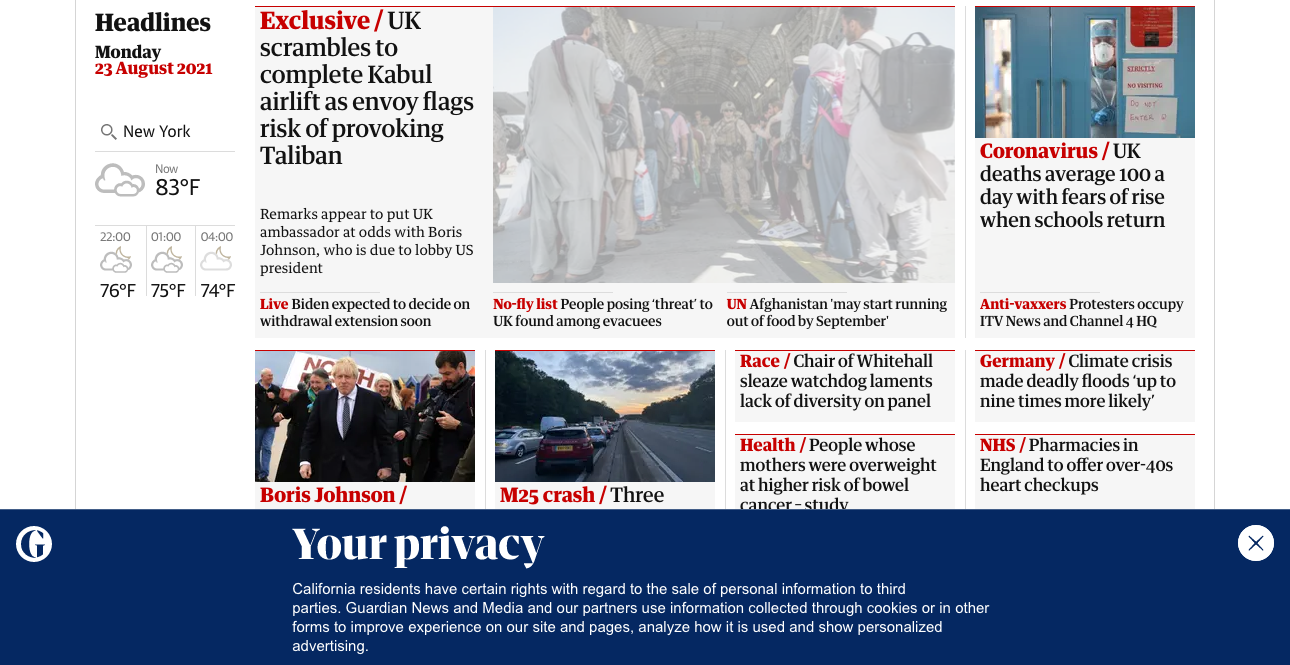 Headlines
Monday
23 August 2021
New York
Now
83°F
22:00
01:00
04:00
76°F
75°F
74°F
Exclusive / UK
scrambles to
complete Kabul
airlift as envoy flags
risk of provoking
Taliban
Remarks appear to put UK
ambassador at odds with Boris
Johnson, who is due to lobby US
president
Live Biden expected to decide on
withdrawal extension soon
No-fly list People posing ‘threat’ to
UK found among evacuees
UN Afghanistan 'may start running
out of food by September'
STRICTLY
NO VISITING
DO NOT
ENTER
Coronavirus / UK
deaths average 100 a
day with fears of rise
when schools return
Anti-vaxxers Protesters occupy
ITV News and Channel 4 HQ
Boris Johnson /
M25 crash / Three
Race / Chair of Whitehall
sleaze watchdog laments
lack of diversity on panel
Health / People whose
mothers were overweight
at higher risk of bowel
cancer – study
Germany / Climate crisis
made deadly floods ‘up to
nine times more likely’
NHS / Pharmacies in
England to offer over-40s
heart checkups
Your privacy
California residents have certain rights with regard to the sale of personal information to third
parties. Guardian News and Media and our partners use information collected through cookies or in other
forms to improve experience on our site and pages, analyze how it is used and show personalized
advertising.